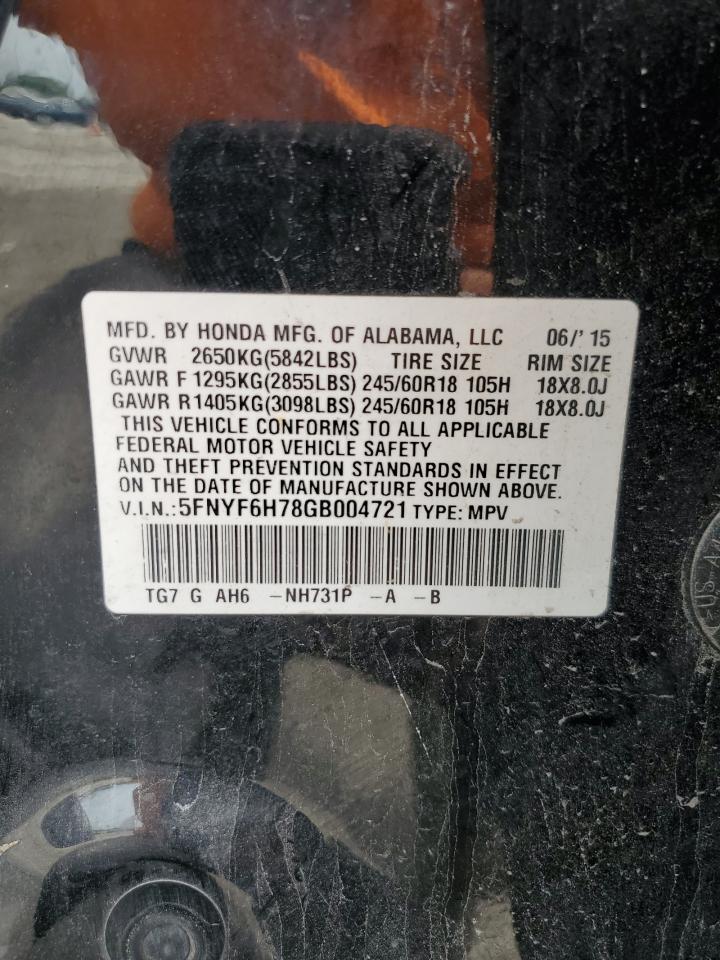 MFD. BY HONDA MFG. OF ALABAMA, LLC 06/'15
GVWR 2650KG(5842LBS) TIRE SIZE RIM SIZE
GAWR F1295KG(2855LBS) 245/60R18 105H 18X8.0J
GAWR R1405KG(3098LBS) 245/60R18 105H 18X8.0J
THIS VEHICLE CONFORMS TO ALL APPLICABLE
FEDERAL MOTOR VEHICLE SAFETY
AND THEFT PREVENTION STANDARDS IN EFFECT
ON THE DATE OF MANUFACTURE SHOWN ABOVE.
V.I.N.:5FNYF6H78GB004721 TYPE: MPV
TG7 G AH6 -NH731P -A -B